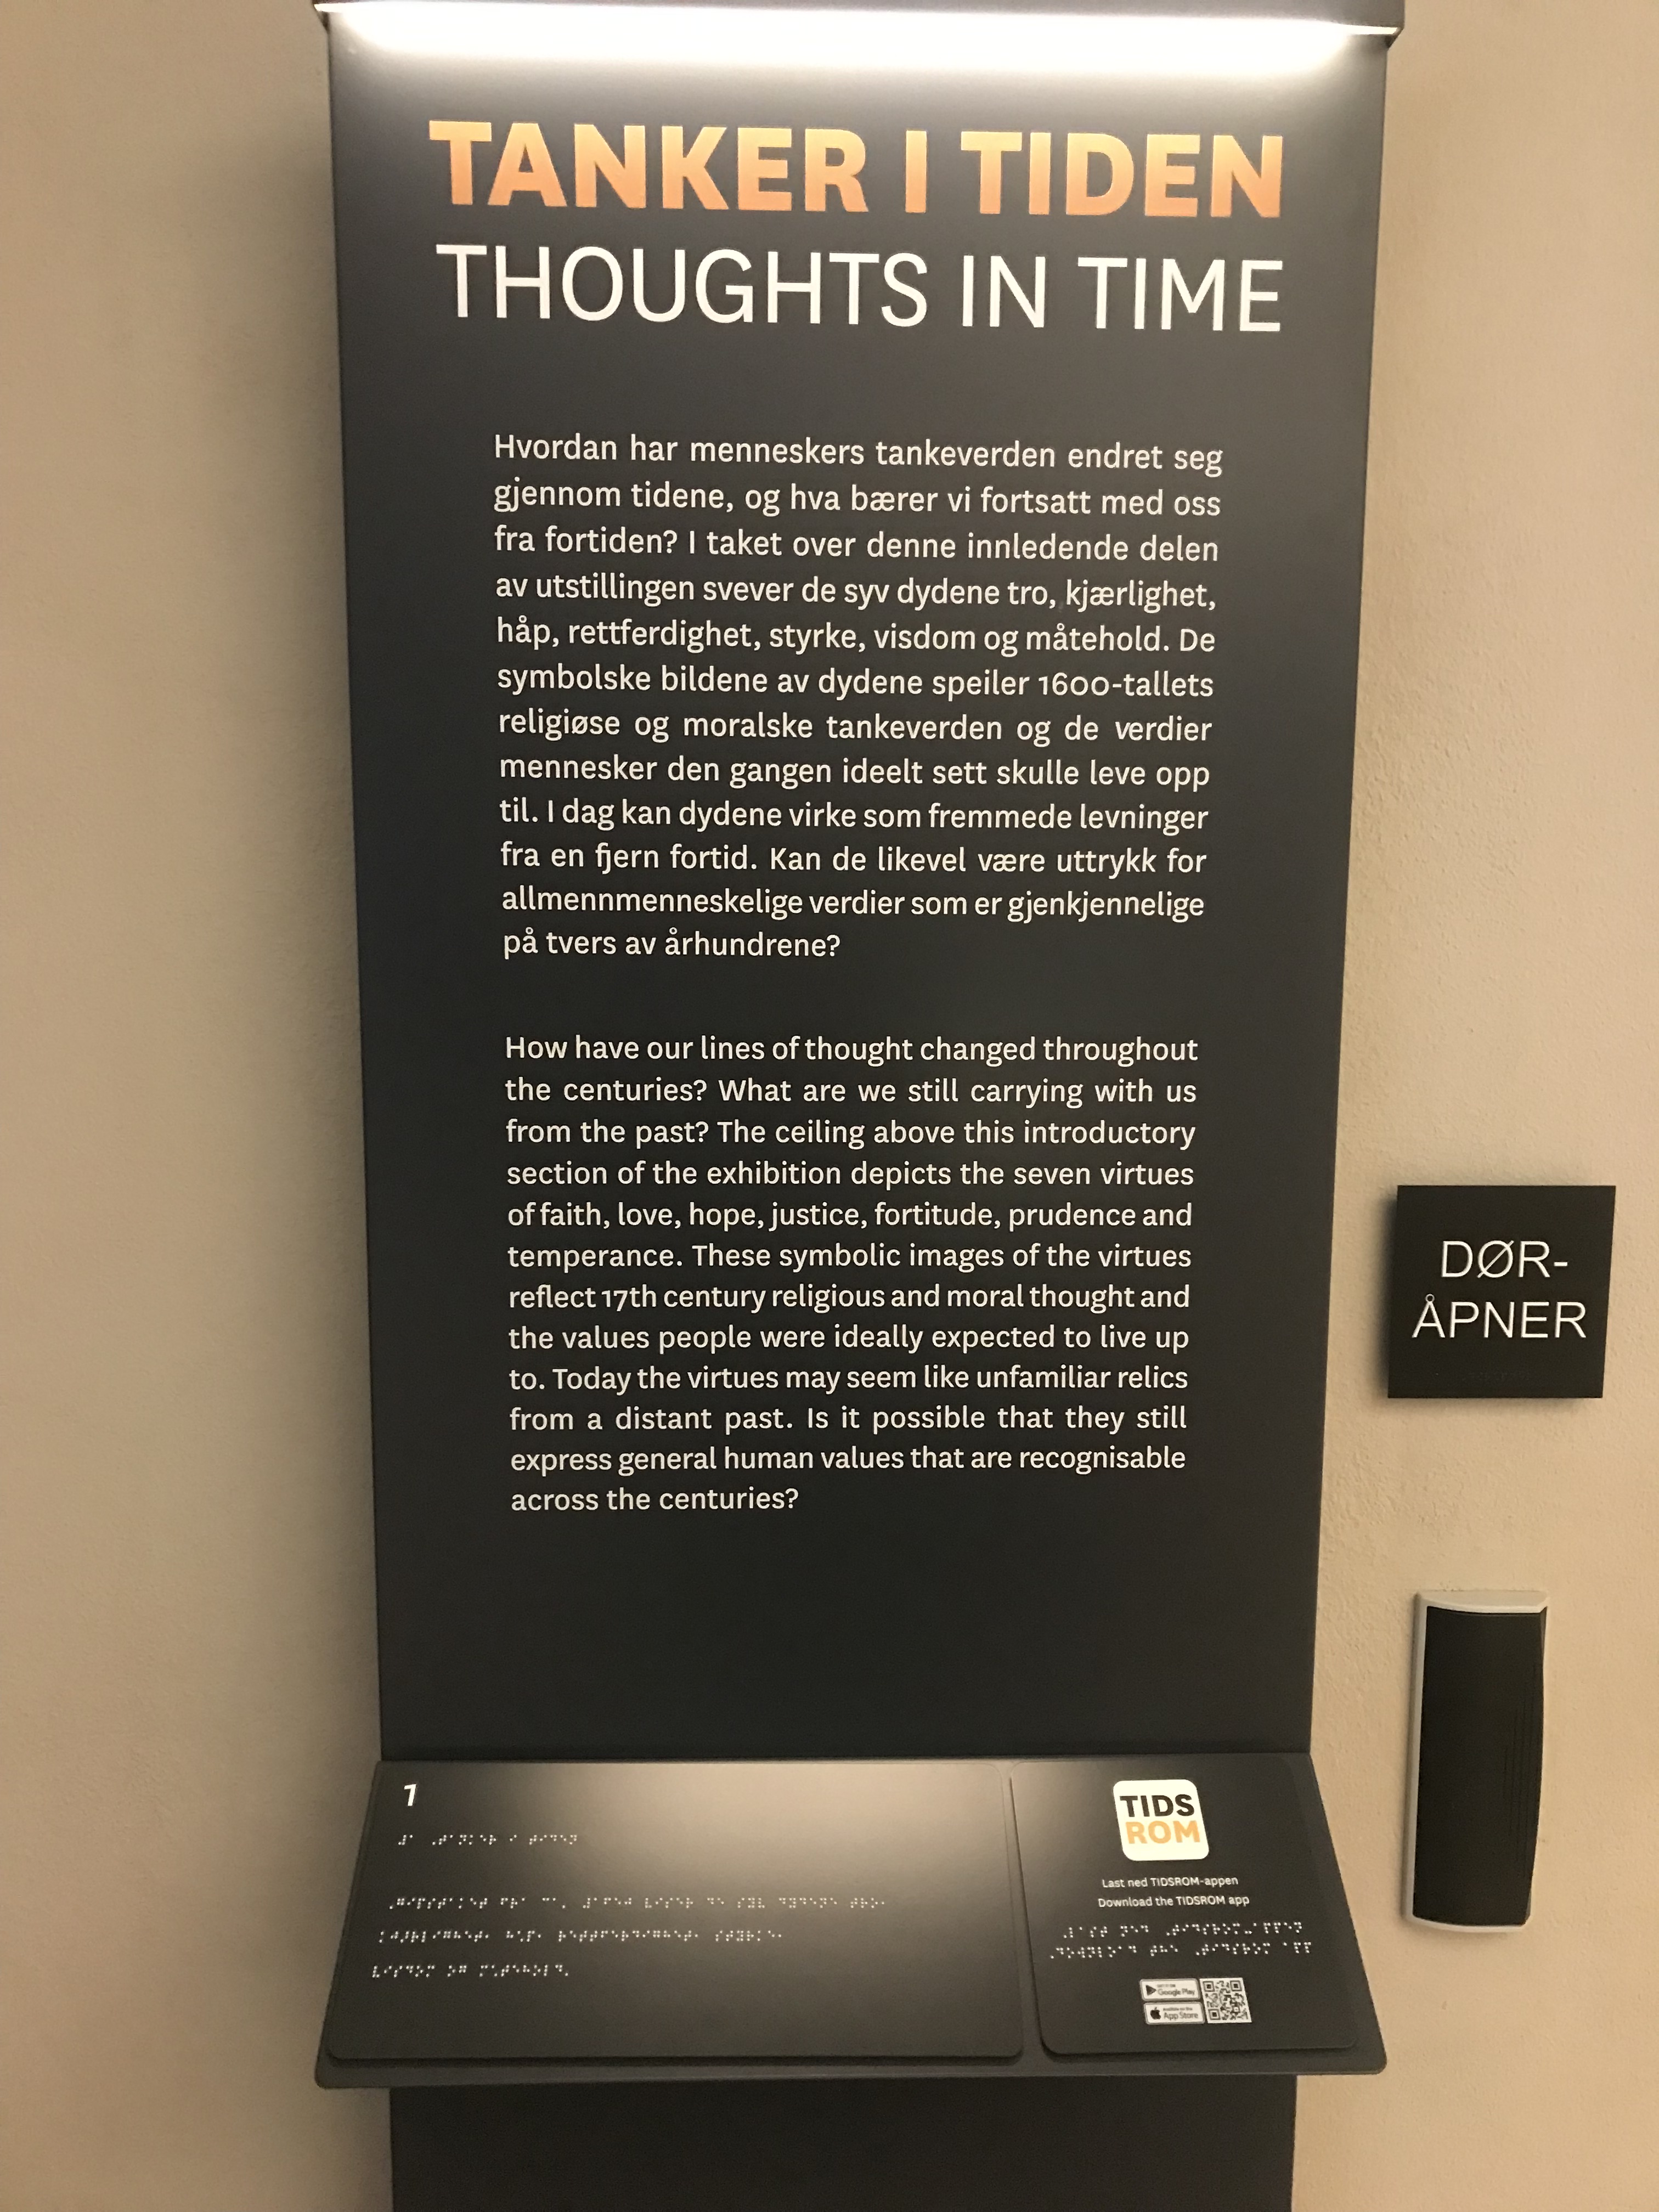 TANKER I TIDEN
THOUGHTS IN TIME
Hvordan har menneskers tankeverden endret seg
gjennom tidene, og hva bærer vi fortsatt med oss
fra fortiden? I taket over denne innledende delen
av utstillingen svever de syv dydene tro, kjærlighet,
håp, rettferdighet, styrke, visdom og måtehold. De
symbolske bildene av dydene speiler 1600-tallets
religiøse og moralske tankeverden og de verdier
mennesker den gangen ideelt sett skulle leve opp
til. I dag kan dydene virke som fremmede levninger
fra en fjern fortid. Kan de likevel være uttrykk for
allmennmenneskelige verdier som er gjenkjennelige
på tvers av århundrene?
How have our lines of thought changed throughout
the centuries? What are we still carrying with us
from the past? The ceiling above this introductory
section of the exhibition depicts the seven virtues
of faith, love, hope, justice, fortitude, prudence and
temperance. These symbolic images of the virtues
reflect 17th century religious and moral thought and
the values people were ideally expected to live up
to. Today the virtues may seem like unfamiliar relics
from a distant past. Is it possible that they still
express general human values that are recognisable
across the centuries?
DØR-
ÅPNER
1
TIDS
ROM
Last ned TIDSROM-appen
Download the TIDSROM app
Google Play
App Store